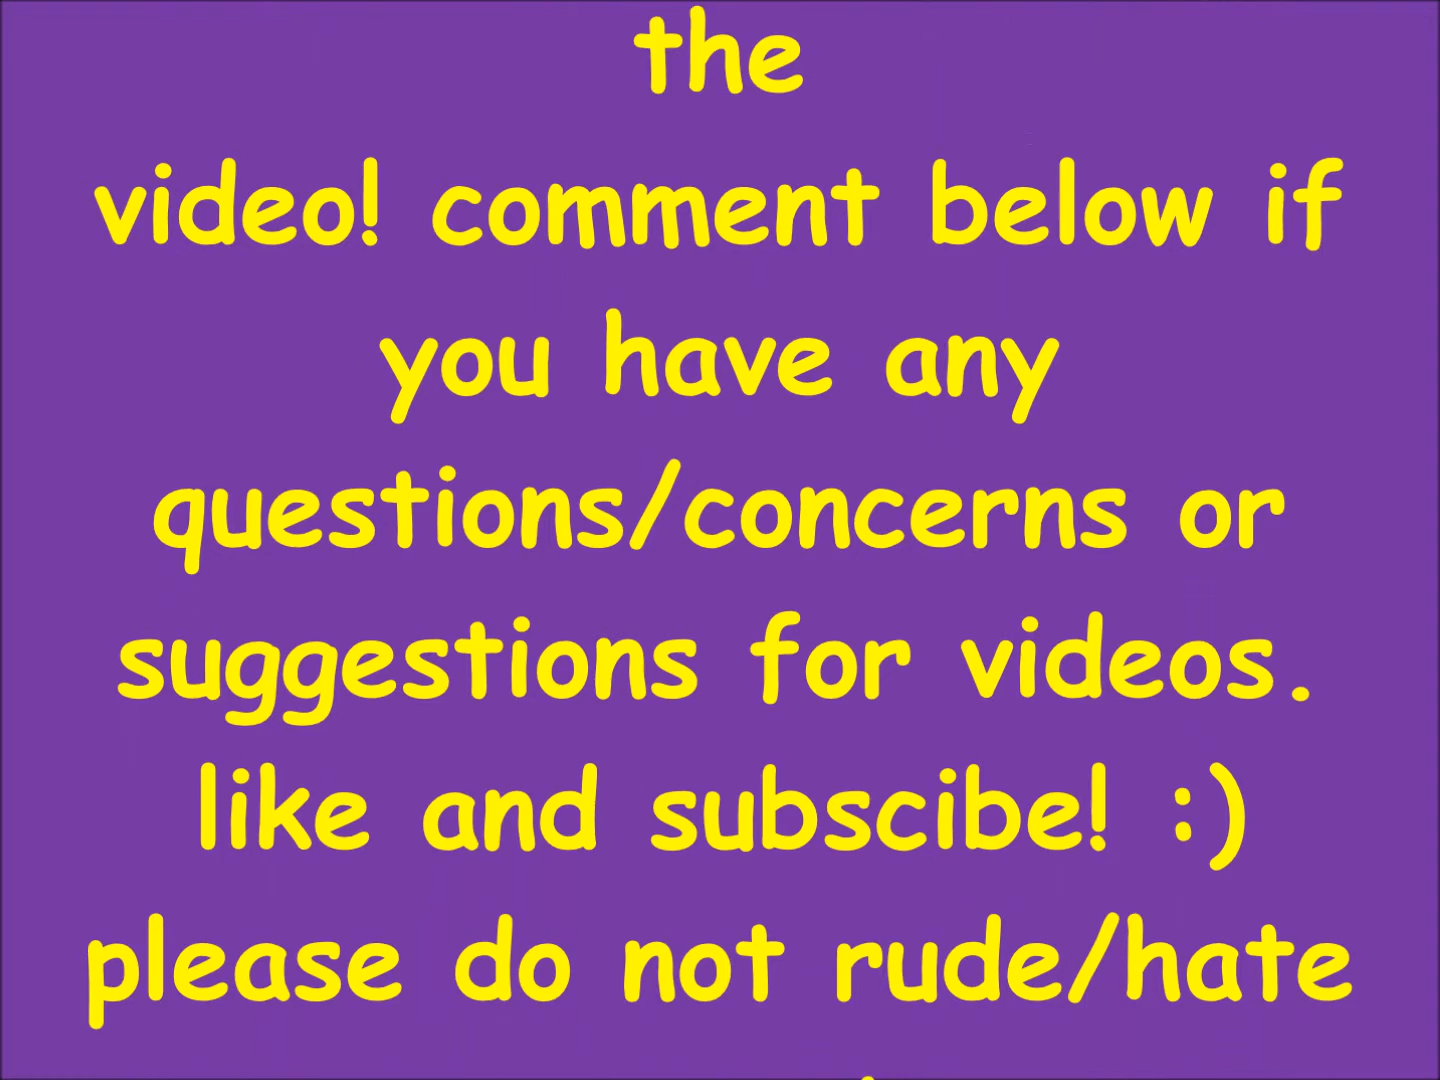 the
video! comment below if
you have any
questions/concerns or
suggestions for videos.
like and subscibe! :)
please do not rude/hate